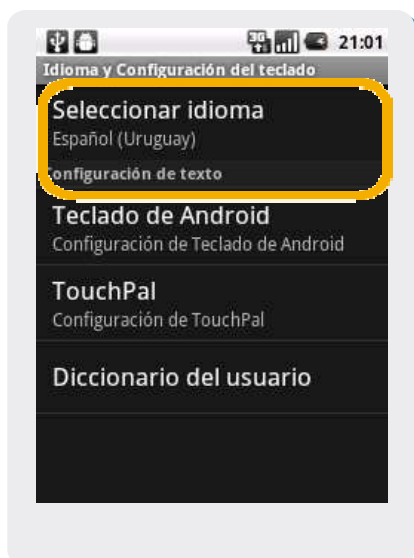 3G
21:01
Idioma y Configuración del teclado
Seleccionar idioma
Español (Uruguay)
Configuración de texto
Teclado de Android
Configuración de Teclado de Android
TouchPal
Configuración de TouchPal
Diccionario del usuario